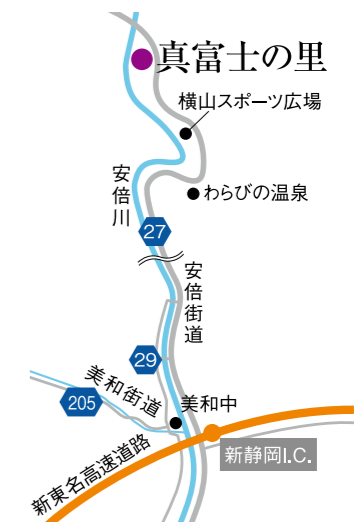 真富士の里
横山スポーツ広場
安倍川
わらびの温泉
27
安倍街道
29
美和街道
205
美和中
新静岡I.C.
新東名高速道路